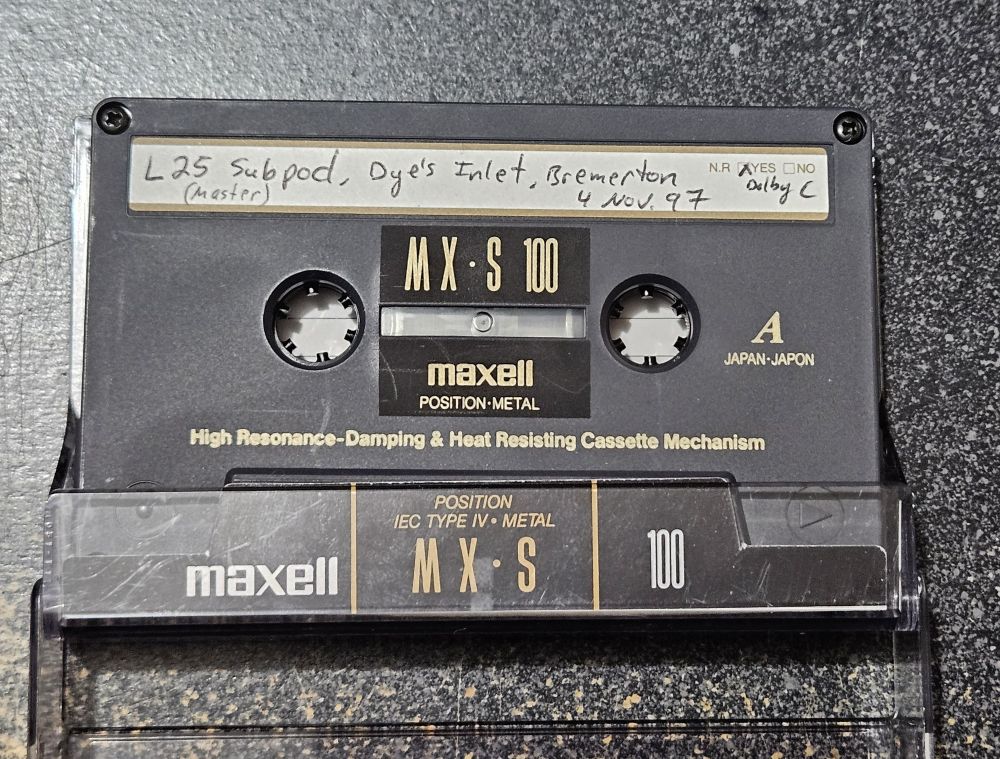 L25 Subpod, Dye's Inlet, Bremerton
(Master) 4 Nov. 97
N.R ☒YES ☐NO
Dolby C
MX·S 100
A
JAPAN·JAPON
maxell
POSITION·METAL
High Resonance-Damping & Heat Resisting Cassette Mechanism
POSITION
IEC TYPE IV • METAL
maxell MX·S 100